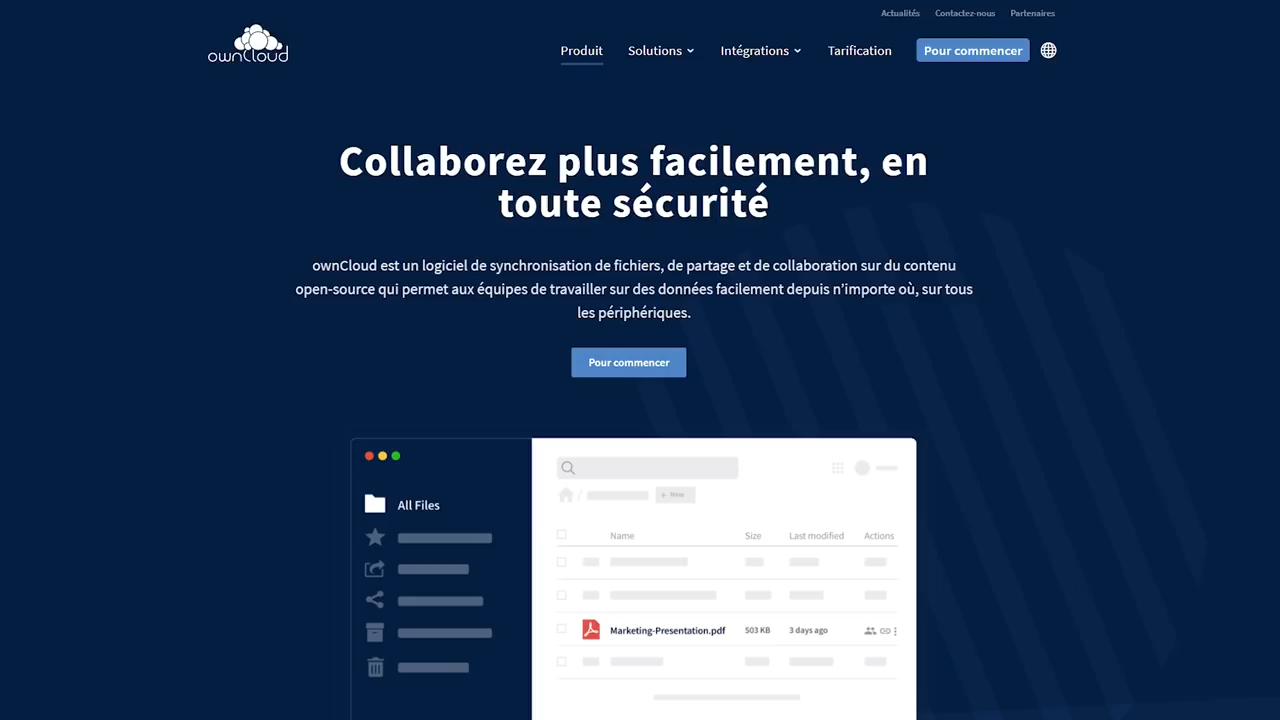 Actualités Contactez-nous Partenaires
ownCloud
Produit Solutions Intégrations Tarification Pour commencer
Collaborez plus facilement, en
toute sécurité
ownCloud est un logiciel de synchronisation de fichiers, de partage et de collaboration sur du contenu
open-source qui permet aux équipes de travailler sur des données facilement depuis n’importe où, sur tous
les périphériques.
Pour commencer
All Files
/ + New
Name Size Last modified Actions
Marketing-Presentation.pdf 503 KB 3 days ago